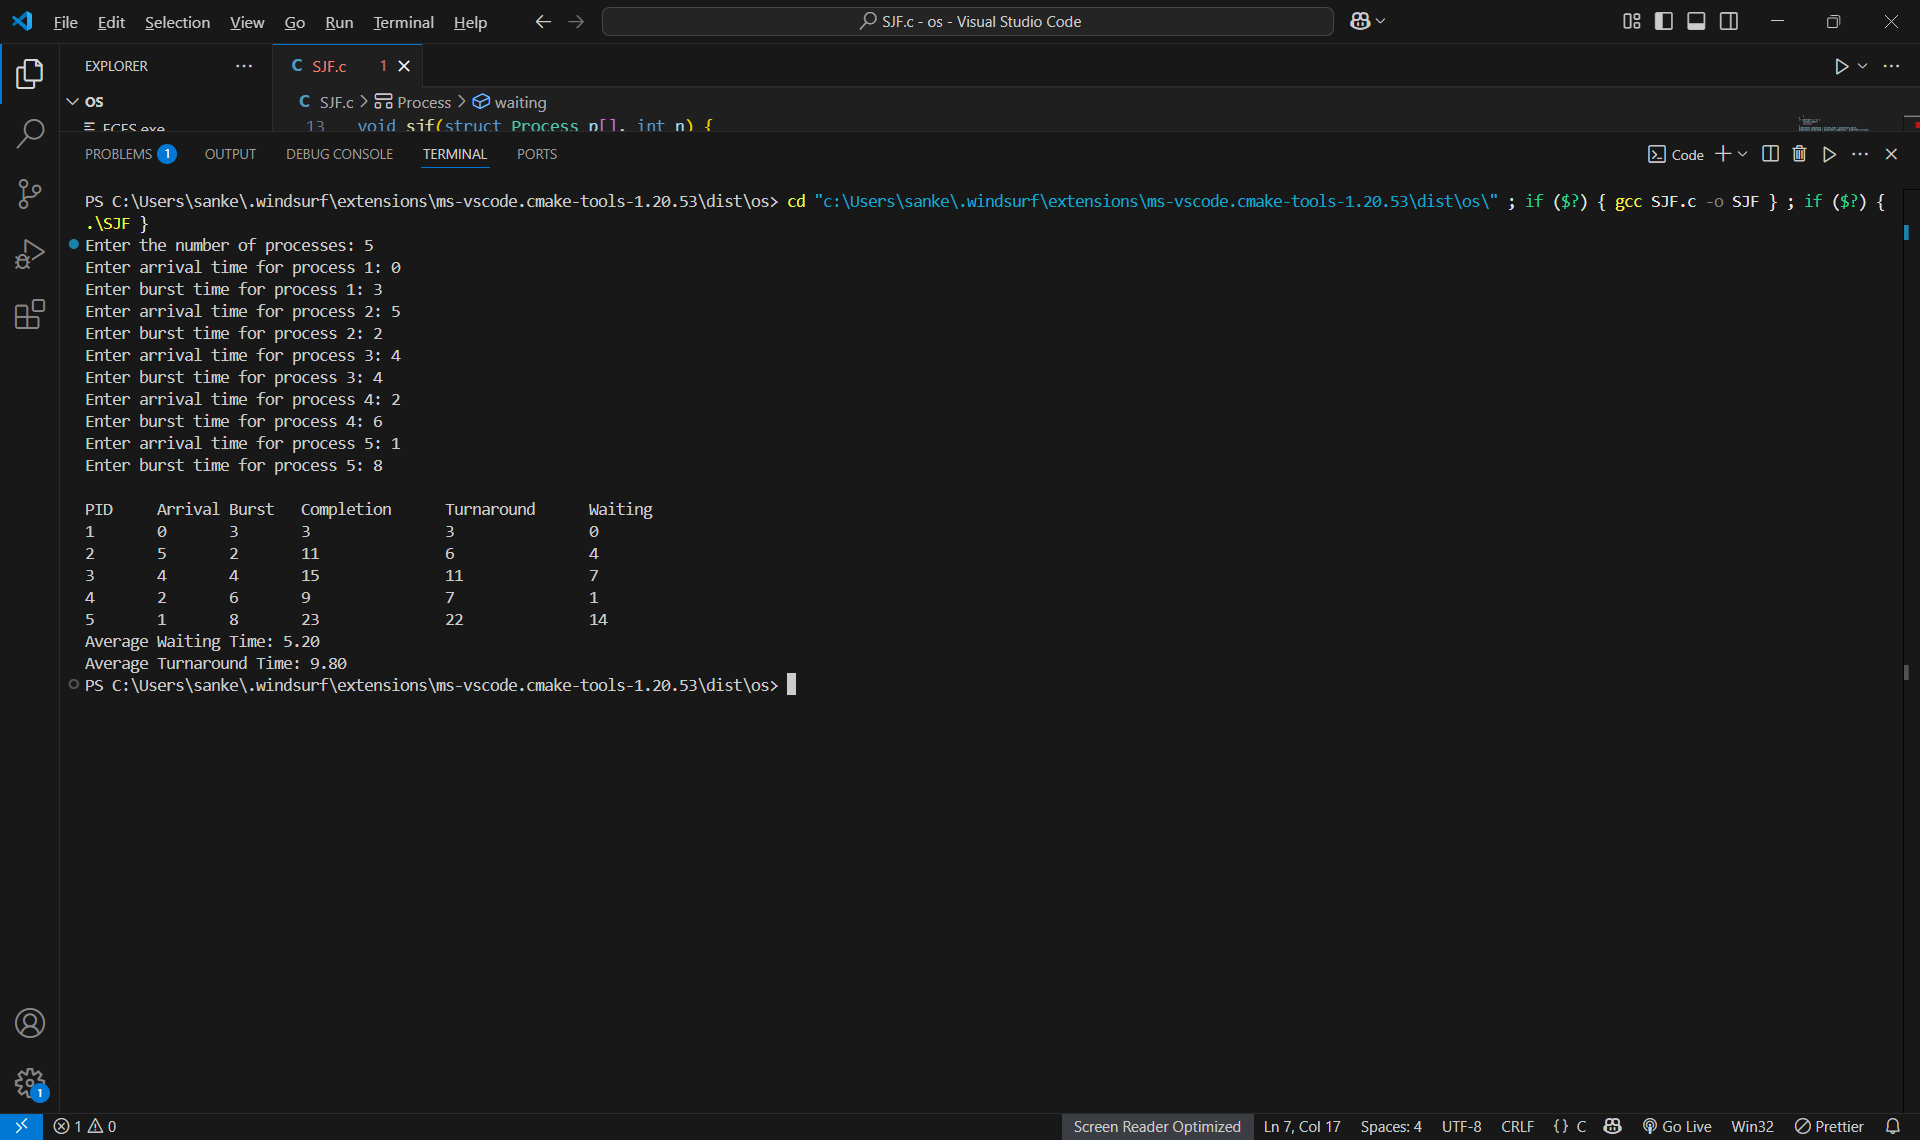 File Edit Selection View Go Run Terminal Help SJF.c - os - Visual Studio Code
EXPLORER SJF.c 1
OS SJF.c > Process > waiting
FCFS.exe 13 void sjf(struct Process p[], int n) {
PROBLEMS 1 OUTPUT DEBUG CONSOLE TERMINAL PORTS Code
PS C:\Users\sanke\.windsurf\extensions\ms-vscode.cmake-tools-1.20.53\dist\os> cd "c:\Users\sanke\.windsurf\extensions\ms-vscode.cmake-tools-1.20.53\dist\os\" ; if ($?) { gcc SJF.c -o SJF } ; if ($?) {
.\SJF }
Enter the number of processes: 5
Enter arrival time for process 1: 0
Enter burst time for process 1: 3
Enter arrival time for process 2: 5
Enter burst time for process 2: 2
Enter arrival time for process 3: 4
Enter burst time for process 3: 4
Enter arrival time for process 4: 2
Enter burst time for process 4: 6
Enter arrival time for process 5: 1
Enter burst time for process 5: 8
PID Arrival Burst Completion Turnaround Waiting
1 0 3 3 3 0
2 5 2 11 6 4
3 4 4 15 11 7
4 2 6 9 7 1
5 1 8 23 22 14
Average Waiting Time: 5.20
Average Turnaround Time: 9.80
PS C:\Users\sanke\.windsurf\extensions\ms-vscode.cmake-tools-1.20.53\dist\os>
1
1 0 Screen Reader Optimized Ln 7, Col 17 Spaces: 4 UTF-8 CRLF {} C Go Live Win32 Prettier